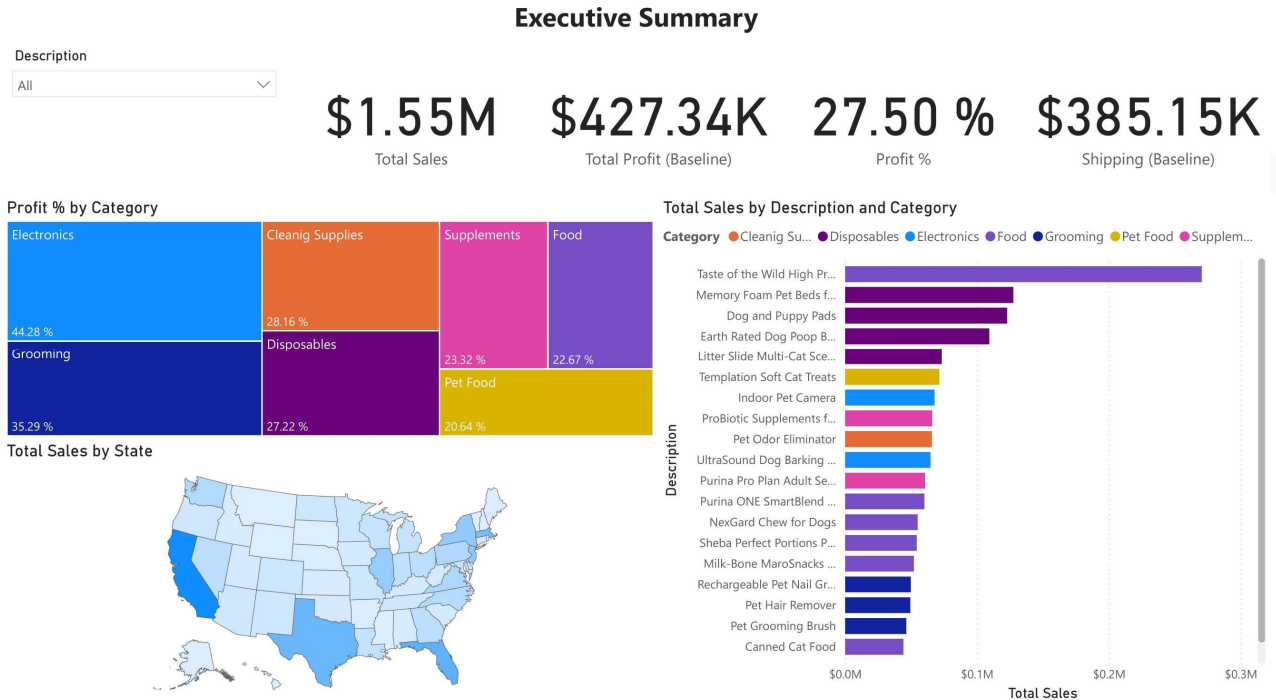 Executive Summary
Description
All
$1.55M
Total Sales
$427.34K
Total Profit (Baseline)
27.50 %
Profit %
$385.15K
Shipping (Baseline)
Profit % by Category
Electronics
44.28 %
Grooming
35.29 %
Cleanig Supplies
28.16 %
Disposables
27.22 %
Supplements
23.32 %
Food
22.67 %
Pet Food
20.64 %
Total Sales by State
Total Sales by Description and Category
Category Cleanig Su... Disposables Electronics Food Grooming Pet Food Supplem...
Description
Taste of the Wild High Pr...
Memory Foam Pet Beds f...
Dog and Puppy Pads
Earth Rated Dog Poop B...
Litter Slide Multi-Cat Sce...
Templation Soft Cat Treats
Indoor Pet Camera
ProBiotic Supplements f...
Pet Odor Eliminator
UltraSound Dog Barking ...
Purina Pro Plan Adult Se...
Purina ONE SmartBlend ...
NexGard Chew for Dogs
Sheba Perfect Portions P...
Milk-Bone MaroSnacks ...
Rechargeable Pet Nail Gr...
Pet Hair Remover
Pet Grooming Brush
Canned Cat Food
$0.0M $0.1M $0.2M $0.3M
Total Sales